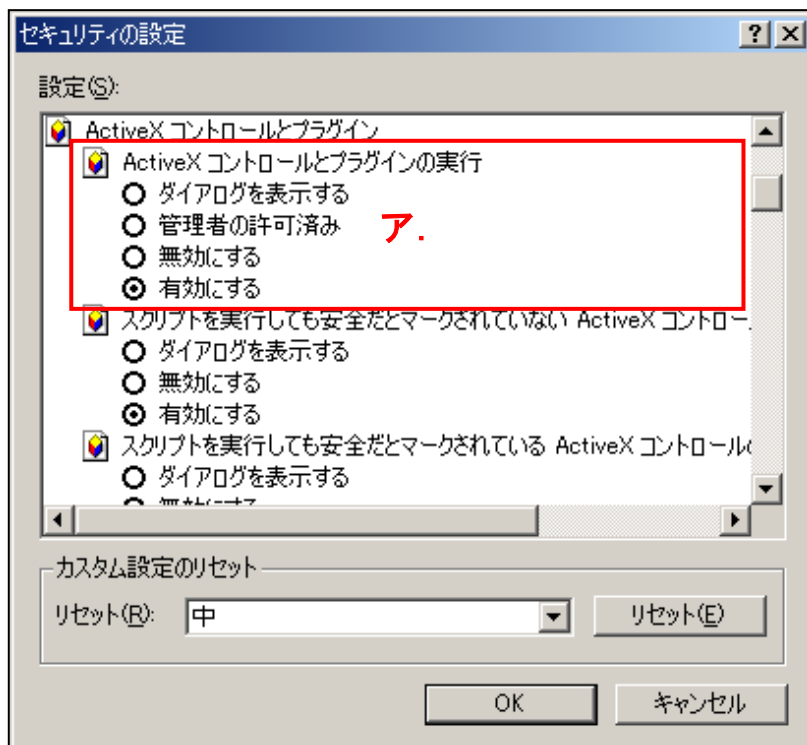 セキュリティの設定
設定(S):
ActiveX コントロールとプラグイン
ActiveX コントロールとプラグインの実行
ダイアログを表示する
管理者の許可済み
ア.
無効にする
有効にする
スクリプトを実行しても安全だとマークされていない ActiveX コントロー
ダイアログを表示する
無効にする
有効にする
スクリプトを実行しても安全だとマークされている ActiveX コントロール
ダイアログを表示する
カスタム設定のリセット
リセット(R):
中
リセット(E)
OK
キャンセル